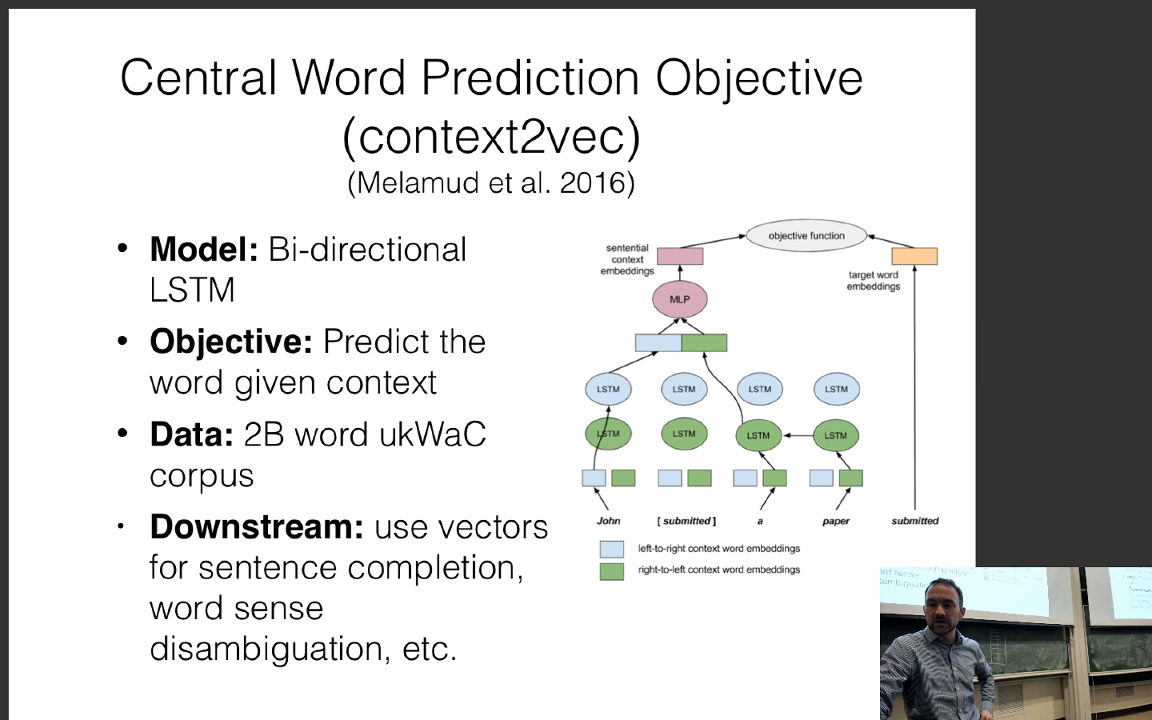 Central Word Prediction Objective
(context2vec)
(Melamud et al. 2016)
• Model: Bi-directional
LSTM
• Objective: Predict the
word given context
• Data: 2B word ukWaC
corpus
• Downstream: use vectors
for sentence completion,
word sense
disambiguation, etc.
objective function
sentential
context
embeddings
target word
embeddings
MLP
LSTM LSTM LSTM LSTM
LSTM LSTM LSTM LSTM
John [ submitted ] a paper submitted
left-to-right context word embeddings
right-to-left context word embeddings